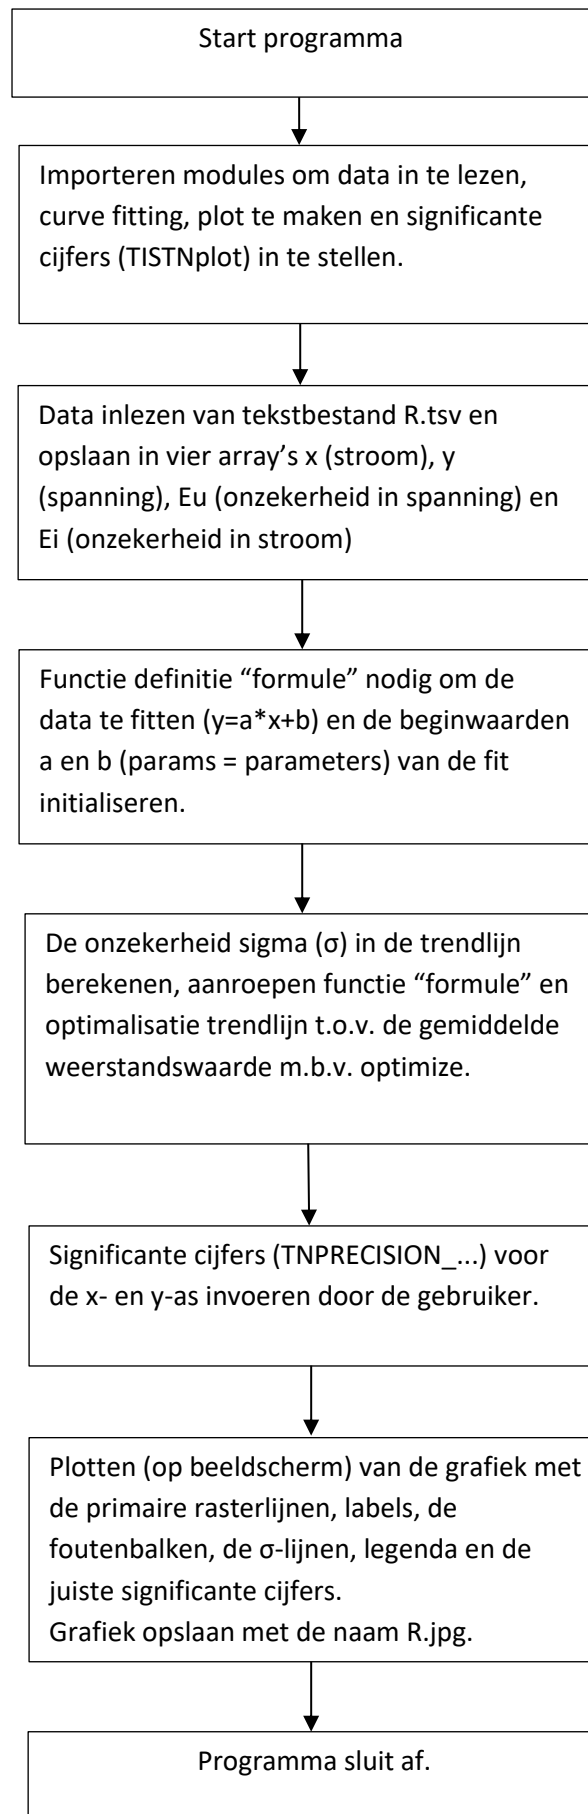 Start programma
Importeren modules om data in te lezen,
curve fitting, plot te maken en significante
cijfers (TISTNplot) in te stellen.
Data inlezen van tekstbestand R.tsv en
opslaan in vier array’s x (stroom), y
(spanning), Eu (onzekerheid in spanning) en
Ei (onzekerheid in stroom)
Functie definitie “formule” nodig om de
data te fitten (y=a*x+b) en de beginwaarden
a en b (params = parameters) van de fit
initialiseren.
De onzekerheid sigma (σ) in de trendlijn
berekenen, aanroepen functie “formule” en
optimalisatie trendlijn t.o.v. de gemiddelde
weerstandswaarde m.b.v. optimize.
Significante cijfers (TNPRECISION_...) voor
de x- en y-as invoeren door de gebruiker.
Plotten (op beeldscherm) van de grafiek met
de primaire rasterlijnen, labels, de
foutenbalken, de σ-lijnen, legenda en de
juiste significante cijfers.
Grafiek opslaan met de naam R.jpg.
Programma sluit af.